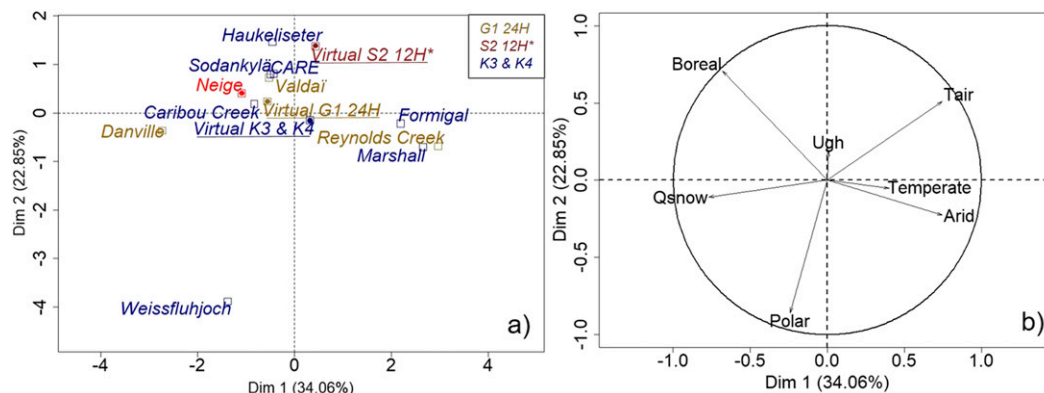 Haukeliseter
Virtual S2 12H*
G1 24H
S2 12H*
K3 & K4
Sodankylä
CARE
Neige
Valdaï
Caribou Creek
Virtual G1 24H
Formigal
Danville
Virtual K3 & K4
Reynolds Creek
Marshall
Weissfluhjoch
a)
2
1
0
-1
-2
-3
-4
Dim 2 (22.85%)
-4
-2
0
2
4
Dim 1 (34.06%)
Boreal
Tair
Ugh
Temperate
Qsnow
Arid
Polar
b)
1.0
0.5
0.0
-0.5
-1.0
Dim 2 (22.85%)
-1.0
-0.5
0.0
0.5
1.0
Dim 1 (34.06%)